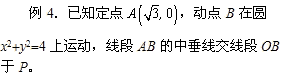 例 4．已知定点 A(√3, 0)，动点 B 在圆
x²+y²=4 上运动，线段 AB 的中垂线交线段 OB
于 P。